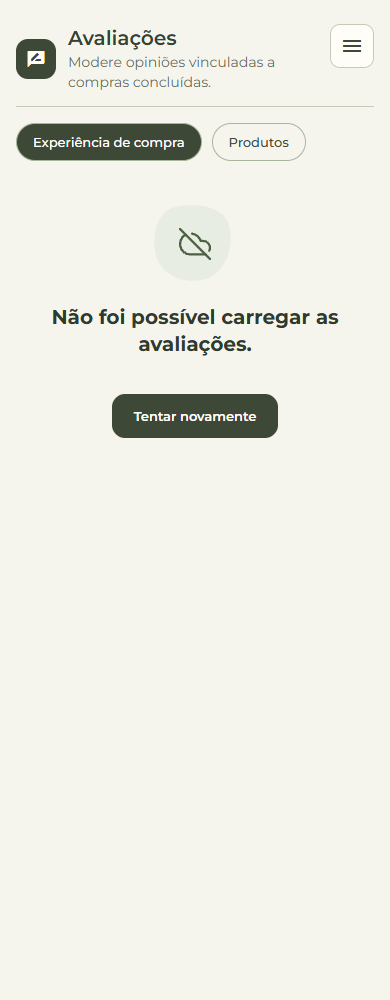 Avaliações
Modere opiniões vinculadas a
compras concluídas.
Experiência de compra
Produtos
Não foi possível carregar as
avaliações.
Tentar novamente